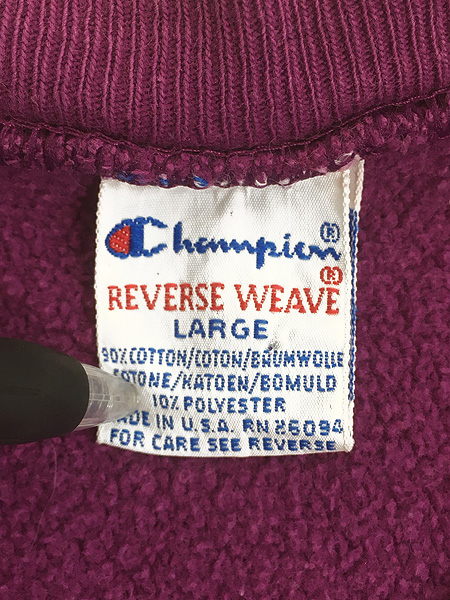 Champion®
REVERSE WEAVE®
LARGE
90% COTTON/COTON/BAUMWOLLE
COTONE/KATOEN/BOMULD
10% POLYESTER
MADE IN U.S.A. RN 26094
FOR CARE SEE REVERSE